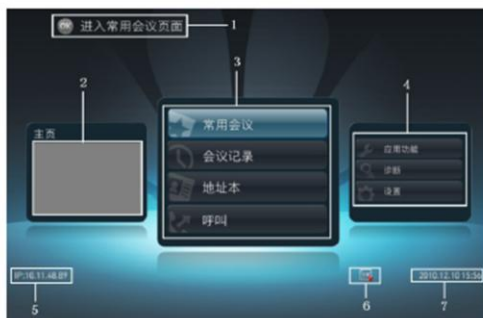 OK 进入常用会议页面 1
2
3
4
主页
常用会议
会议记录
地址本
呼叫
应用功能
诊断
设置
IP:10.11.48.89
2010.12.10 15:56
5
6
7